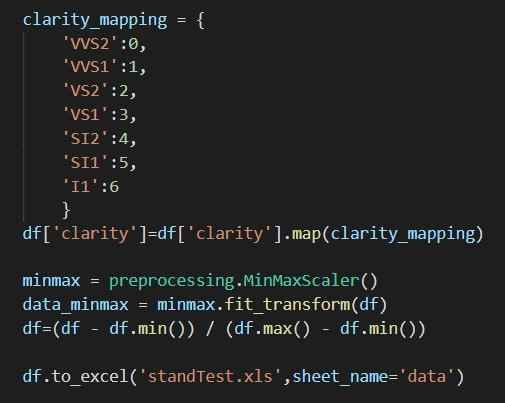 clarity_mapping = {
'VVS2':0,
'VVS1':1,
'VS2':2,
'VS1':3,
'SI2':4,
'SI1':5,
'I1':6
}
df['clarity']=df['clarity'].map(clarity_mapping)
minmax = preprocessing.MinMaxScaler()
data_minmax = minmax.fit_transform(df)
df=(df - df.min()) / (df.max() - df.min())
df.to_excel('standTest.xls',sheet_name='data')